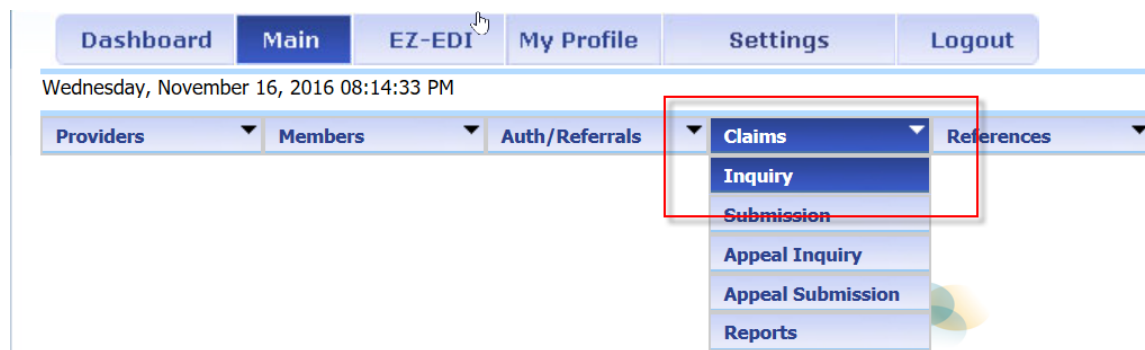 Dashboard Main EZ-EDI My Profile Settings Logout
Wednesday, November 16, 2016 08:14:33 PM
Providers Members Auth/Referrals Claims References
Inquiry
Submission
Appeal Inquiry
Appeal Submission
Reports